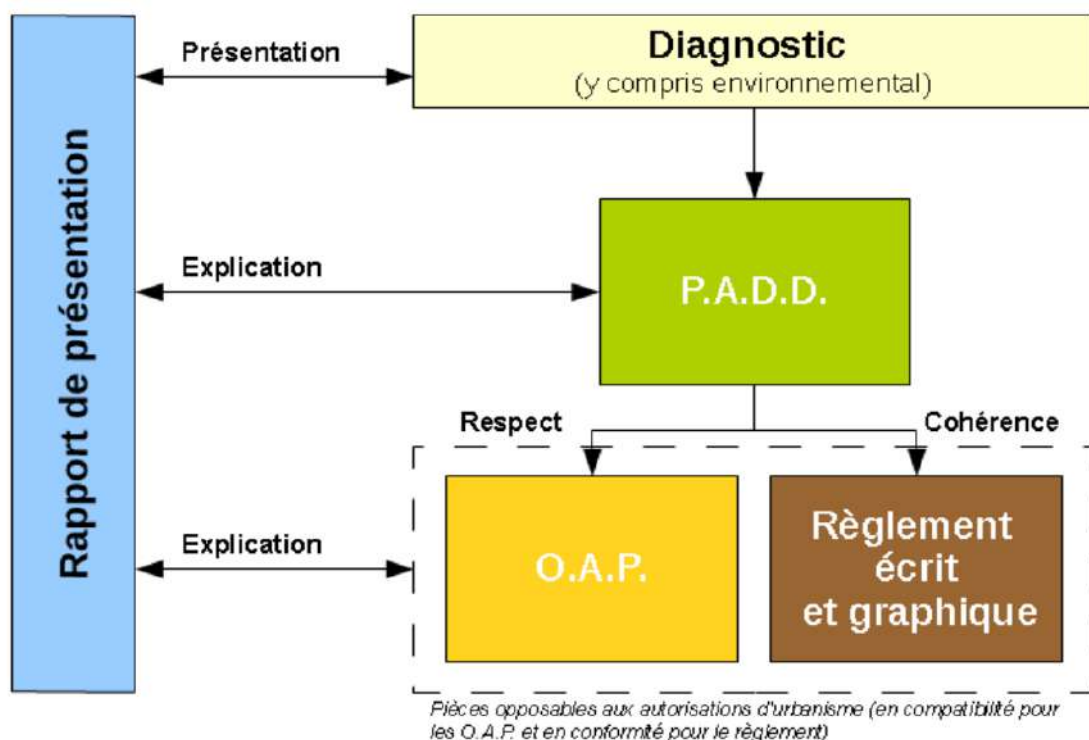 Présentation
Diagnostic
(y compris environnemental)
Rapport de présentation
Explication
P.A.D.D.
Respect
Cohérence
Explication
O.A.P.
Règlement
écrit
et graphique
Pièces opposables aux autorisations d'urbanisme (en compatibilité pour
les O.A.P. et en conformité pour le règlement)